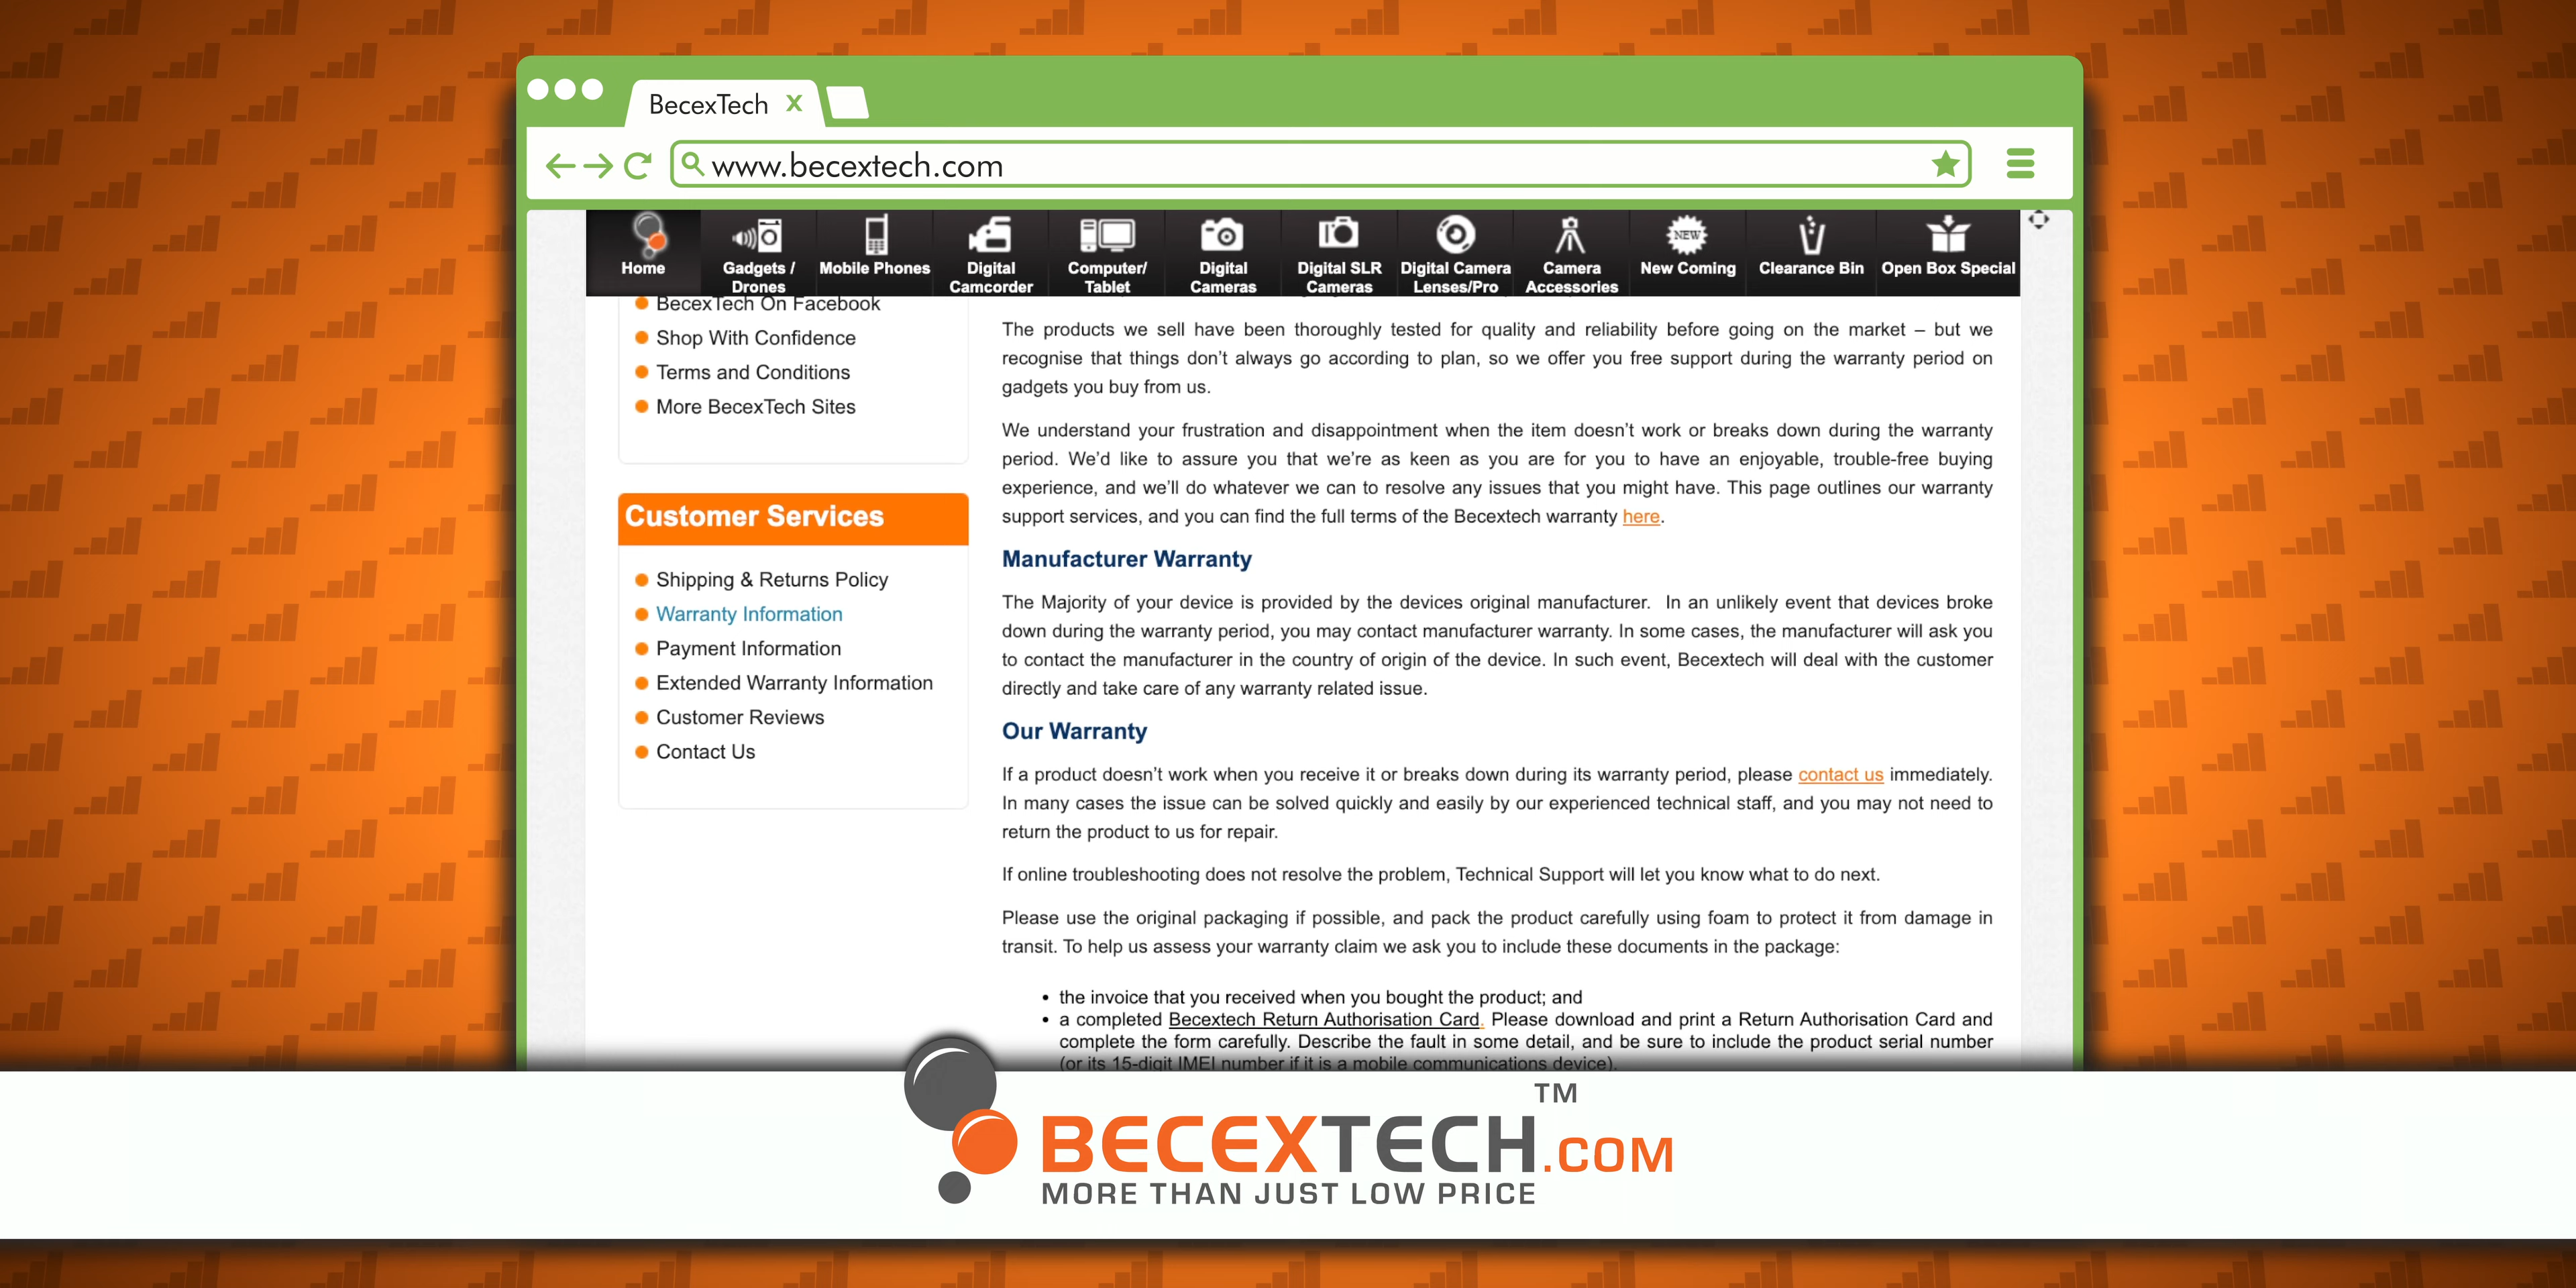 BecexTech X
www.becextech.com
Home
Gadgets /
Drones
Mobile Phones
Digital
Camcorder
Computer/
Tablet
Digital
Cameras
Digital SLR
Cameras
Digital Camera
Lenses/Pro
Camera
Accessories
NEW
New Coming
Clearance Bin
Open Box Special
BecexTech On Facebook
Shop With Confidence
Terms and Conditions
More BecexTech Sites
Customer Services
Shipping & Returns Policy
Warranty Information
Payment Information
Extended Warranty Information
Customer Reviews
Contact Us
The products we sell have been thoroughly tested for quality and reliability before going on the market – but we
recognise that things don't always go according to plan, so we offer you free support during the warranty period on
gadgets you buy from us.
We understand your frustration and disappointment when the item doesn't work or breaks down during the warranty
period. We'd like to assure you that we're as keen as you are for you to have an enjoyable, trouble-free buying
experience, and we'll do whatever we can to resolve any issues that you might have. This page outlines our warranty
support services, and you can find the full terms of the Becextech warranty here.
Manufacturer Warranty
The Majority of your device is provided by the devices original manufacturer. In an unlikely event that devices broke
down during the warranty period, you may contact manufacturer warranty. In some cases, the manufacturer will ask you
to contact the manufacturer in the country of origin of the device. In such event, Becextech will deal with the customer
directly and take care of any warranty related issue.
Our Warranty
If a product doesn't work when you receive it or breaks down during its warranty period, please contact us immediately.
In many cases the issue can be solved quickly and easily by our experienced technical staff, and you may not need to
return the product to us for repair.
If online troubleshooting does not resolve the problem, Technical Support will let you know what to do next.
Please use the original packaging if possible, and pack the product carefully using foam to protect it from damage in
transit. To help us assess your warranty claim we ask you to include these documents in the package:
• the invoice that you received when you bought the product; and
• a completed Becextech Return Authorisation Card. Please download and print a Return Authorisation Card and
complete the form carefully. Describe the fault in some detail, and be sure to include the product serial number
(or its 15-digit IMEI number if it is a mobile communications device).
BECEXTECH.COM TM
MORE THAN JUST LOW PRICE